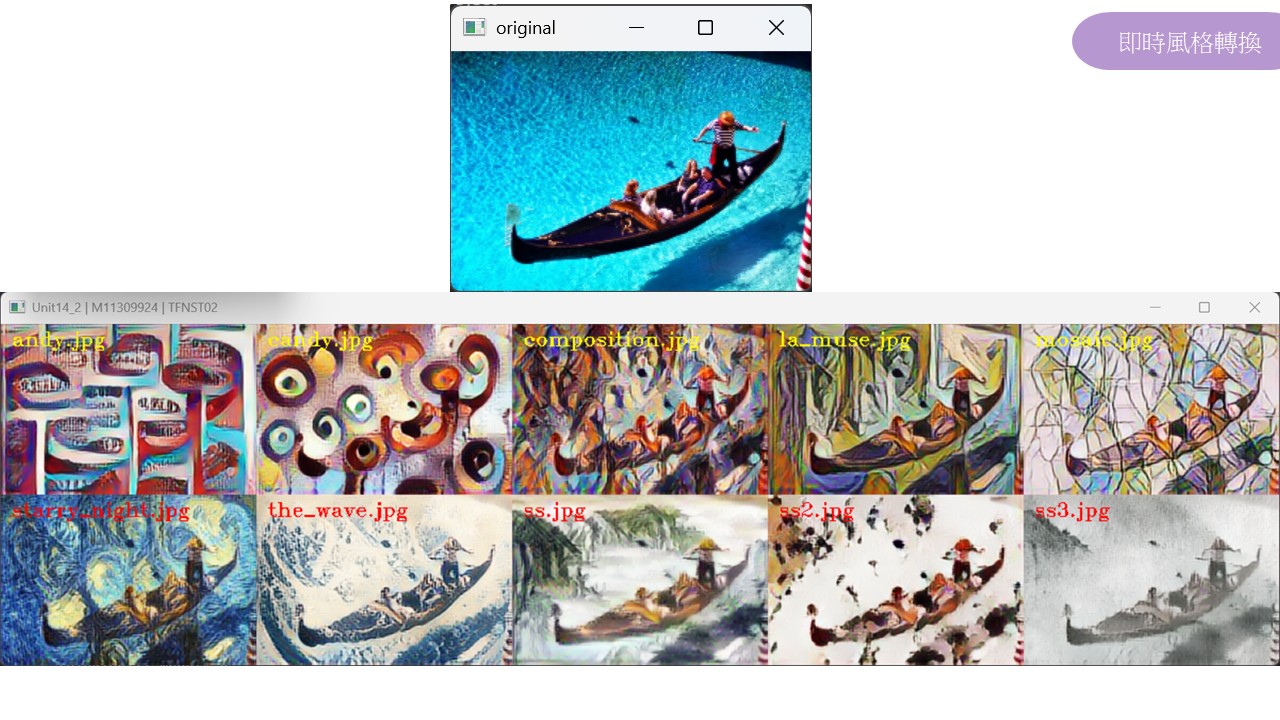 original
即時風格轉換
Unit14_2 | M11309924 | TFNST02
andy.jpg
candy.jpg
composition.jpg
la_muse.jpg
mosaic.jpg
starry_night.jpg
the_wave.jpg
ss.jpg
ss2.jpg
ss3.jpg